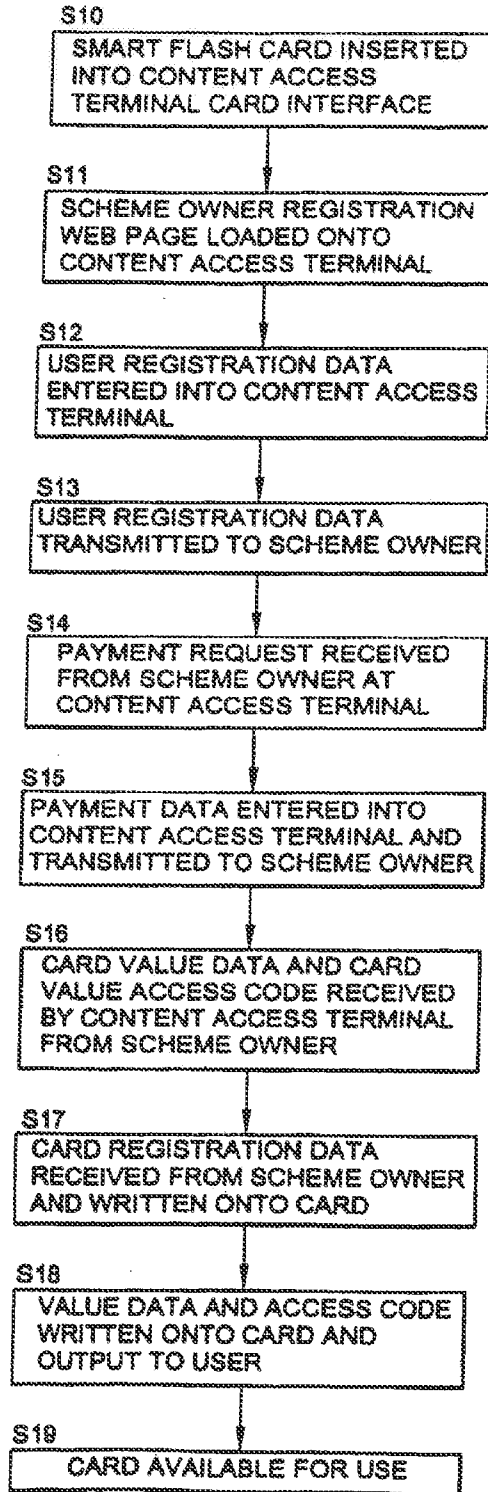 S10
SMART FLASH CARD INSERTED
INTO CONTENT ACCESS
TERMINAL CARD INTERFACE
S11
SCHEME OWNER REGISTRATION
WEB PAGE LOADED ONTO
CONTENT ACCESS TERMINAL
S12
USER REGISTRATION DATA
ENTERED INTO CONTENT ACCESS
TERMINAL
S13
USER REGISTRATION DATA
TRANSMITTED TO SCHEME OWNER
S14
PAYMENT REQUEST RECEIVED
FROM SCHEME OWNER AT
CONTENT ACCESS TERMINAL
S15
PAYMENT DATA ENTERED INTO
CONTENT ACCESS TERMINAL AND
TRANSMITTED TO SCHEME OWNER
S16
CARD VALUE DATA AND CARD
VALUE ACCESS CODE RECEIVED
BY CONTENT ACCESS TERMINAL
FROM SCHEME OWNER
S17
CARD REGISTRATION DATA
RECEIVED FROM SCHEME OWNER
AND WRITTEN ONTO CARD
S18
VALUE DATA AND ACCESS CODE
WRITTEN ONTO CARD AND
OUTPUT TO USER
S19
CARD AVAILABLE FOR USE